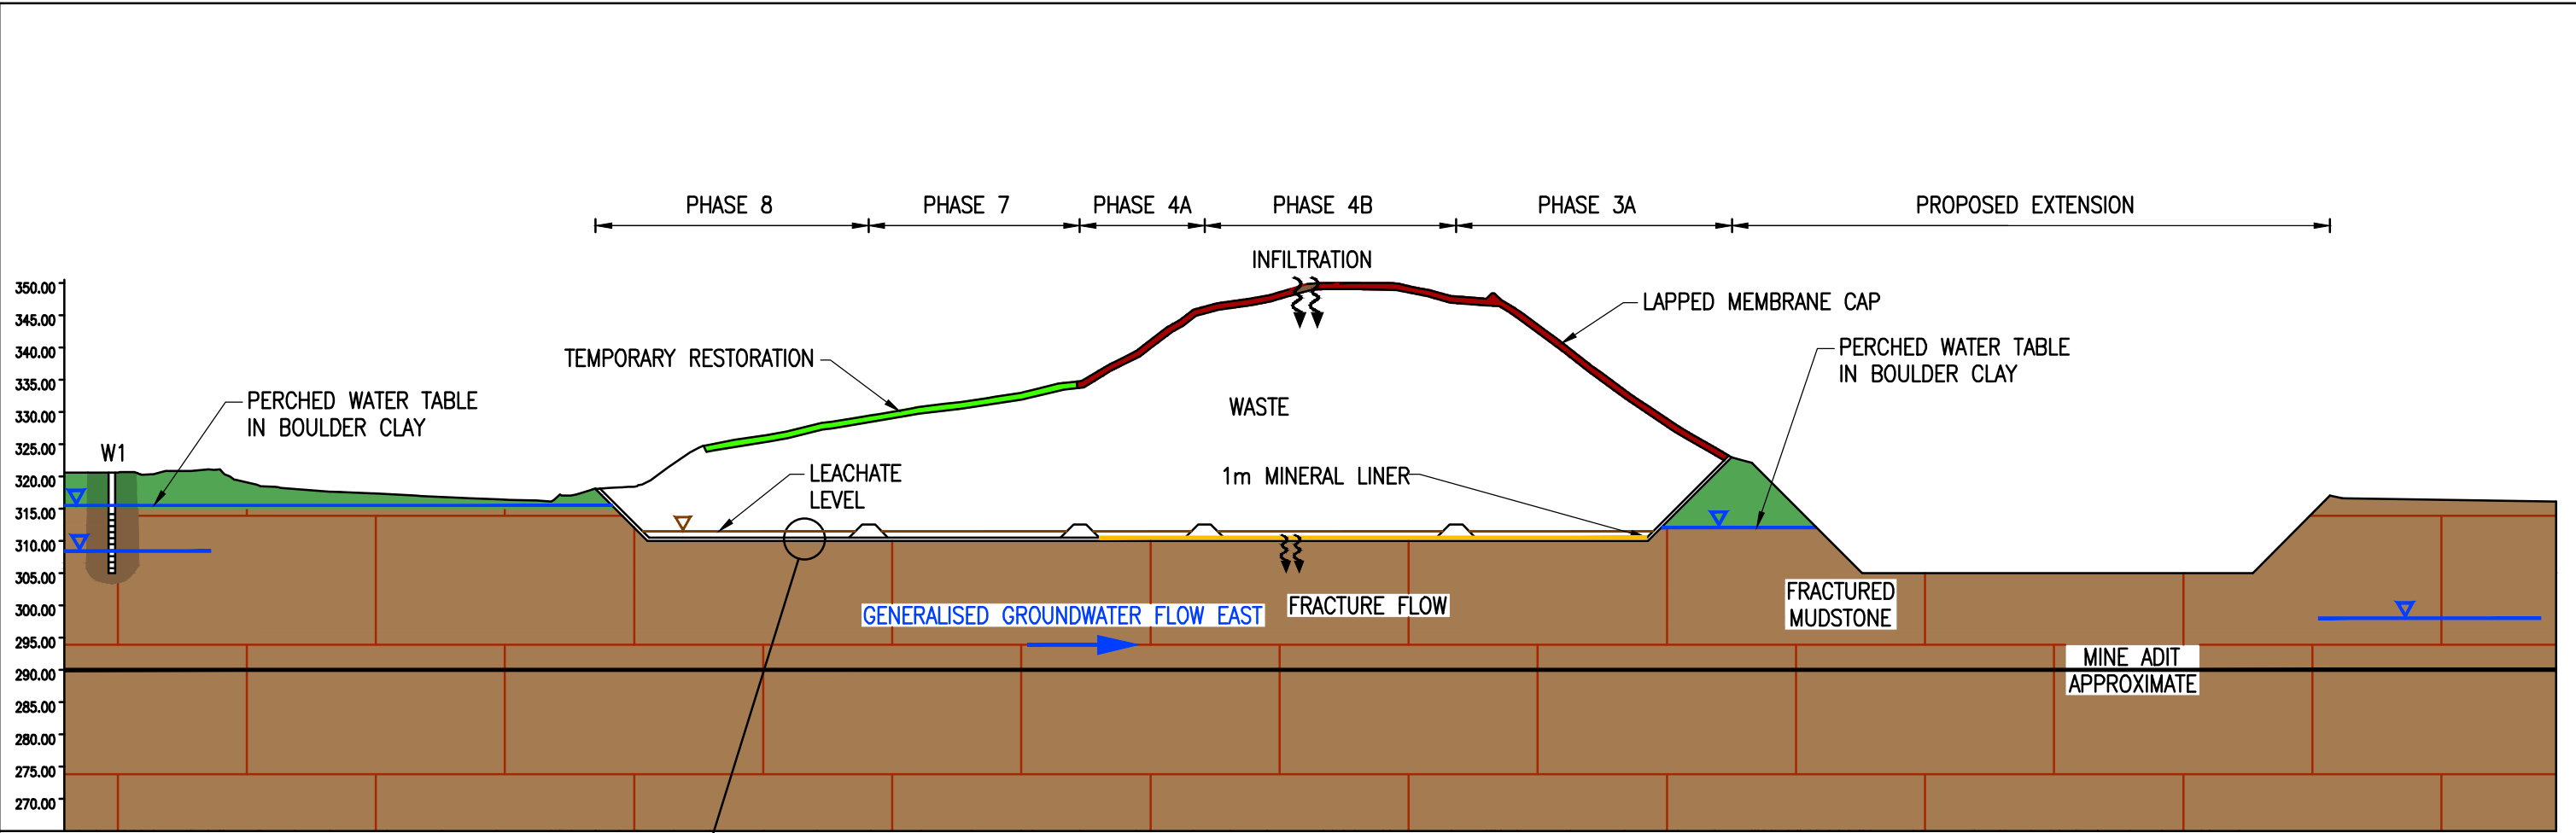 PHASE 8
PHASE 7
PHASE 4A
PHASE 4B
PHASE 3A
PROPOSED EXTENSION
INFILTRATION
LAPPED MEMBRANE CAP
PERCHED WATER TABLE
IN BOULDER CLAY
TEMPORARY RESTORATION
PERCHED WATER TABLE
IN BOULDER CLAY
WASTE
W1
LEACHATE
LEVEL
1m MINERAL LINER
350.00
345.00
340.00
335.00
330.00
325.00
320.00
315.00
310.00
305.00
300.00
295.00
290.00
285.00
280.00
275.00
270.00
GENERALISED GROUNDWATER FLOW EAST
FRACTURE FLOW
FRACTURED
MUDSTONE
MINE ADIT
APPROXIMATE